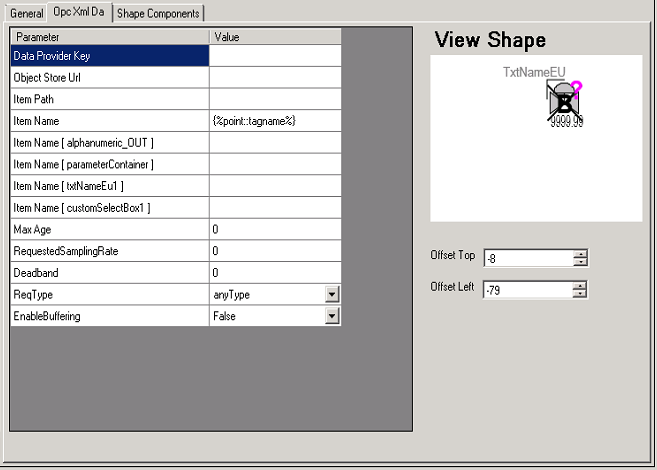 General Opc Xml Da Shape Components
Parameter Value
Data Provider Key
Object Store Url
Item Path
Item Name {%point::tagname%}
Item Name [ alphanumeric_OUT ]
Item Name [ parameterContainer ]
Item Name [ txtNameEu1 ]
Item Name [ customSelectBox1 ]
Max Age 0
RequestedSamplingRate 0
Deadband 0
ReqType anyType
EnableBuffering False
View Shape
TxtNameEU
?
9999.99
Offset Top -8
Offset Left -79